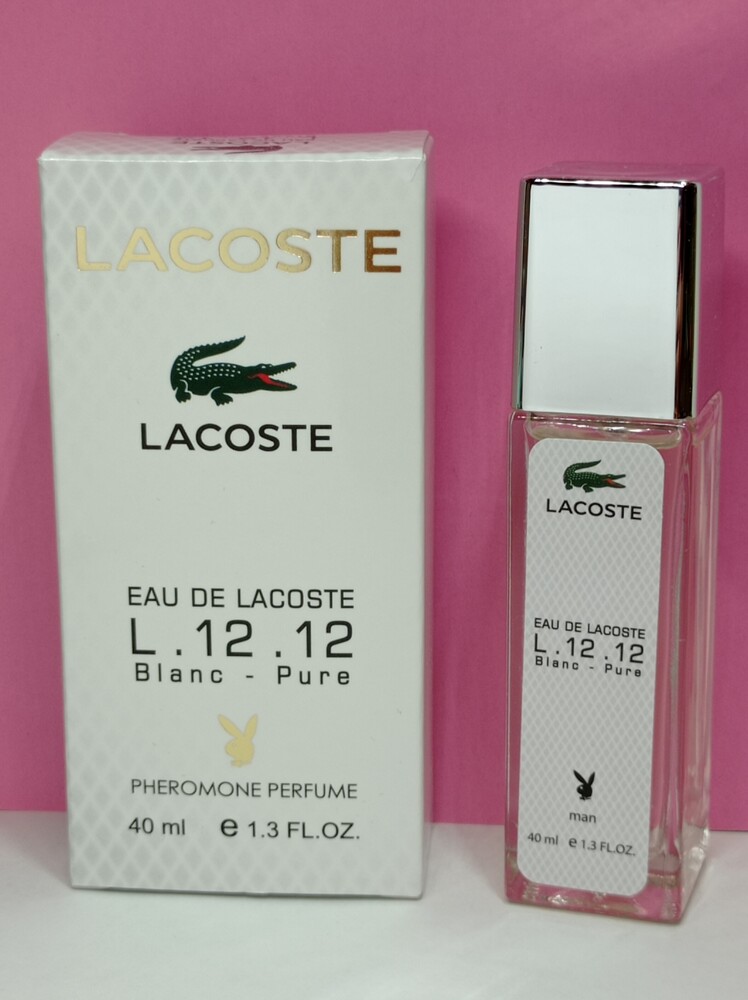 LACOSTE
LACOSTE
LACOSTE
EAU DE LACOSTE
L.12.12
Blanc - Pure
PHEROMONE PERFUME
40 ml e 1.3 FL.OZ.
LACOSTE
EAU DE LACOSTE
L.12.12
Blanc - Pure
man
40 ml e 1.3 FL.OZ.